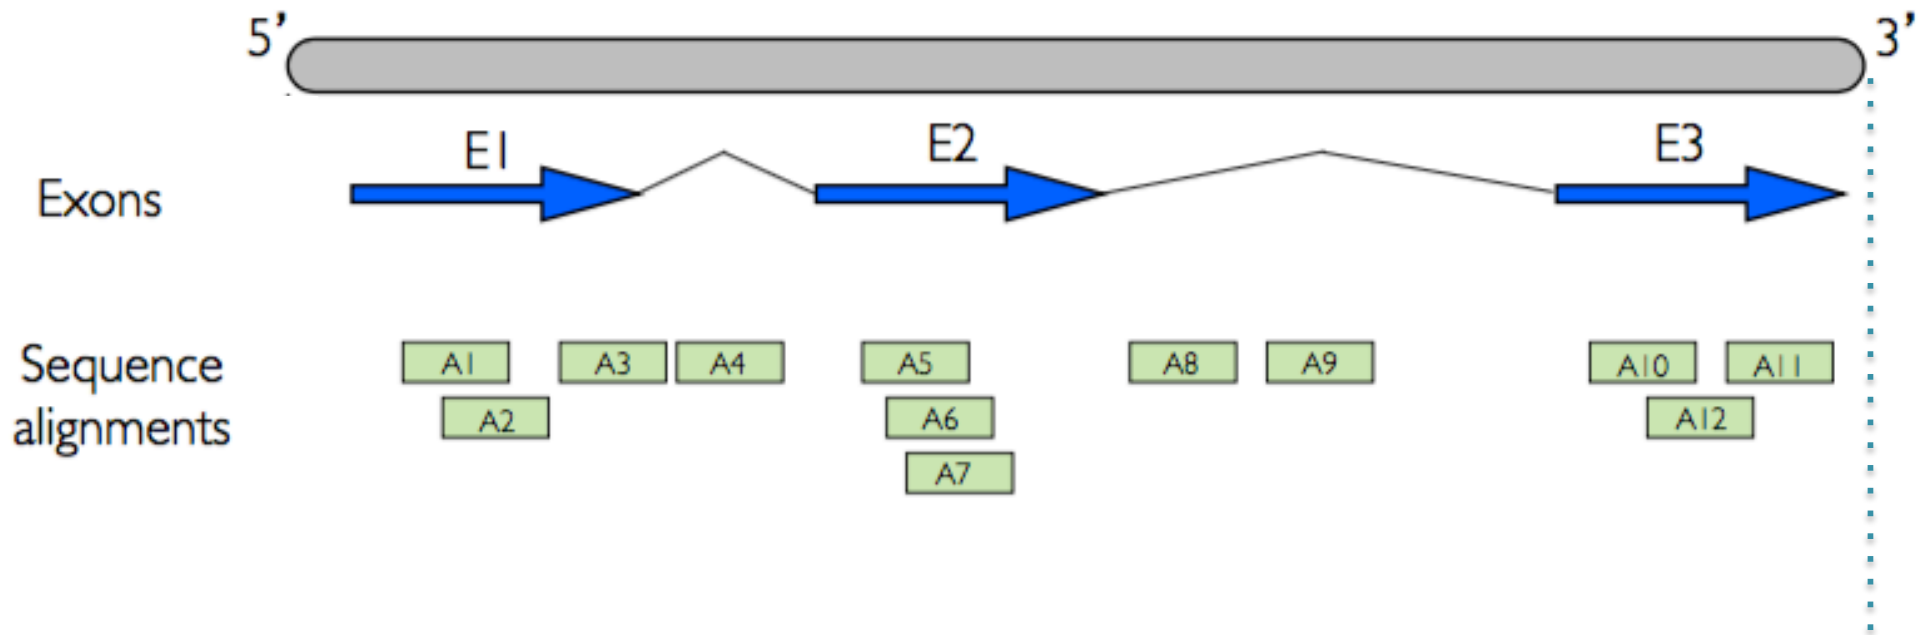 5’ 3’
E1 E2 E3
Exons
Sequence
alignments
A1 A3 A4 A5 A8 A9 A10 A11
A2 A6 A12
A7